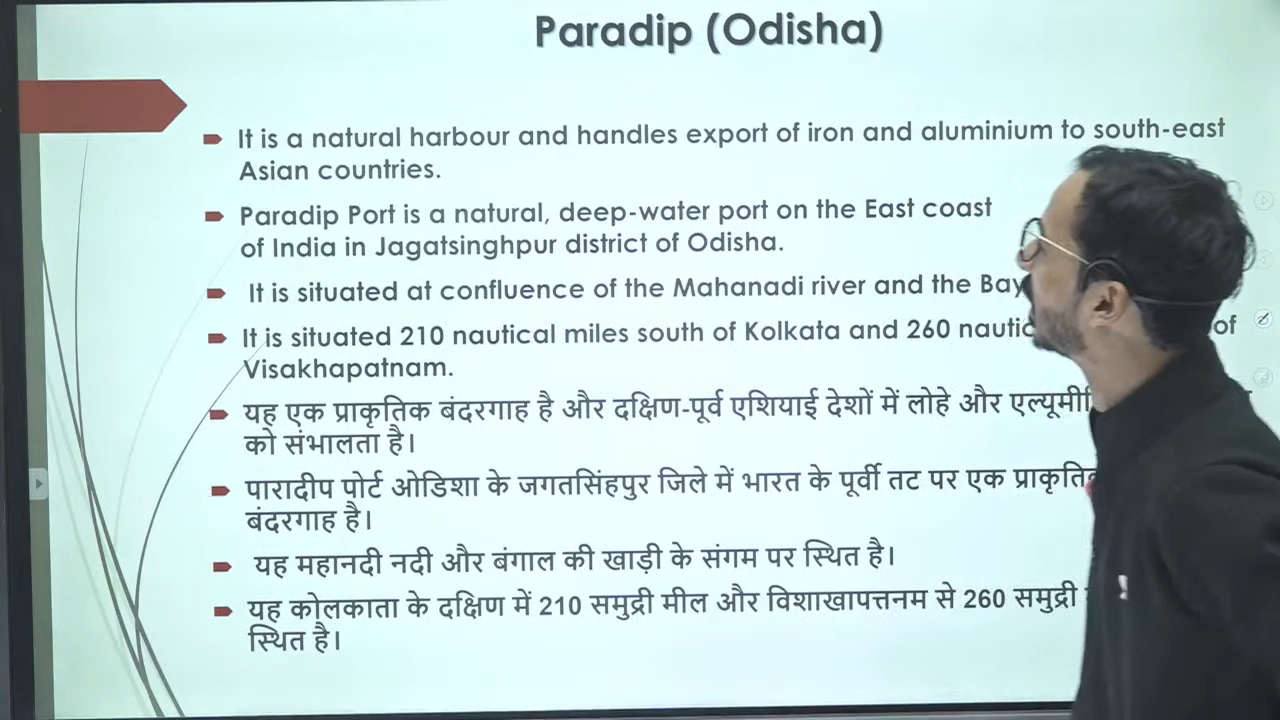 Paradip (Odisha)
It is a natural harbour and handles export of iron and aluminium to south-east
Asian countries.
Paradip Port is a natural, deep-water port on the East coast
of India in Jagatsinghpur district of Odisha.
It is situated at confluence of the Mahanadi river and the Bay
It is situated 210 nautical miles south of Kolkata and 260 of
Visakhapatnam.
यह एक प्राकृतिक बंदरगाह है और दक्षिण-पूर्व एशियाई देशों में लोहे और
को संभालता है।
पारादीप पोर्ट ओडिशा के जगतसिंहपुर जिले में भारत के पूर्वी तट पर एक
बंदरगाह है।
यह महानदी नदी और बंगाल की खाड़ी के संगम पर स्थित है।
यह कोलकाता के दक्षिण में 210 समुद्री मील और विशाखापत्तनम से 260 समुद्री
स्थित है।